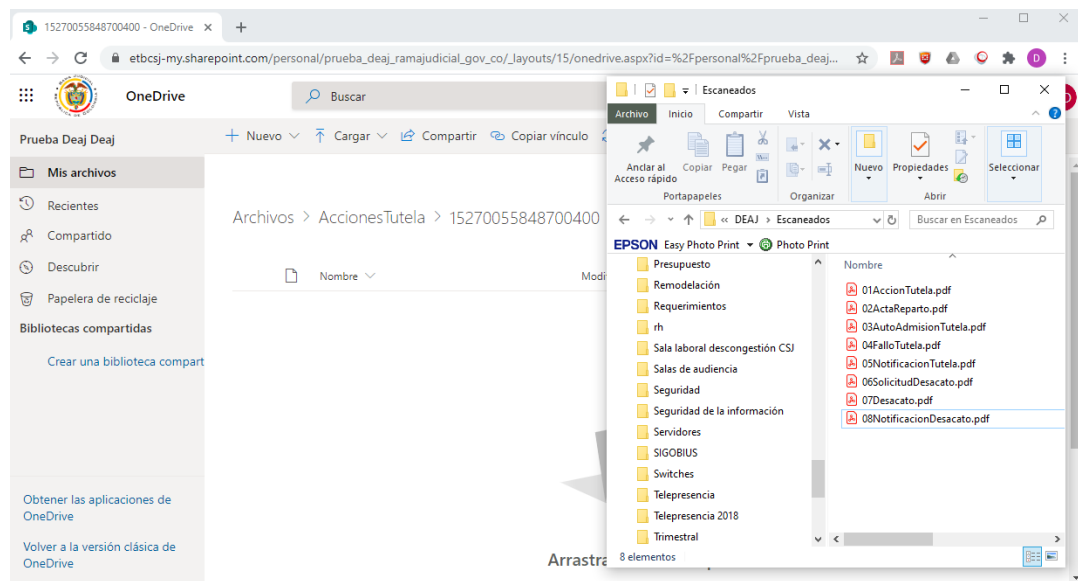 15270055848700400 - OneDrive
etbcsj-my.sharepoint.com/personal/prueba_deaj_ramajudicial_gov_co/_layouts/15/onedrive.aspx?id=%2Fpersonal%2Fprueba_deaj...
D
OneDrive
Buscar
Prueba Deaj Deaj
Nuevo
Cargar
Compartir
Copiar vínculo
Mis archivos
Recientes
Compartido
Descubrir
Papelera de reciclaje
Bibliotecas compartidas
Crear una biblioteca compart
Obtener las aplicaciones de
OneDrive
Volver a la versión clásica de
OneDrive
Archivos > AccionesTutela > 15270055848700400
Nombre
Modi
Arrastra
Escaneados
Archivo Inicio Compartir Vista
Anclar al
Acceso rápido
Copiar Pegar
Nuevo Propiedades
Seleccionar
Portapapeles Organizar Abrir
« DEAJ > Escaneados
Buscar en Escaneados
EPSON Easy Photo Print Photo Print
Presupuesto
Remodelación
Requerimientos
rh
Sala laboral descongestión CSJ
Salas de audiencia
Seguridad
Seguridad de la información
Servidores
SIGOBIUS
Switches
Telepresencia
Telepresencia 2018
Trimestral
Nombre
01AccionTutela.pdf
02ActaReparto.pdf
03AutoAdmisionTutela.pdf
04FalloTutela.pdf
05NotificacionTutela.pdf
06SolicitudDesacato.pdf
07Desacato.pdf
08NotificacionDesacato.pdf
8 elementos